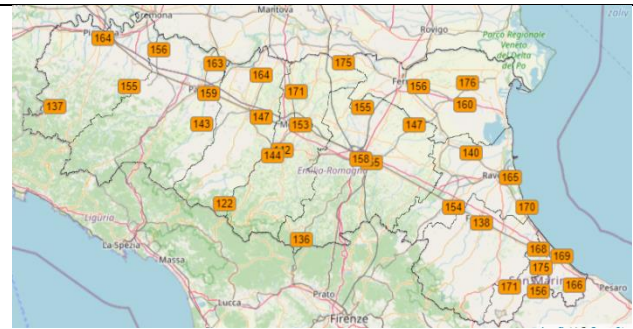 Cremona
Mantova
164
156
163
164
175
Rovigo
Parco Regionale
Veneto
del Delta
del Po
155
159
171
155
156
176
160
137
143
147
153
147
144
158
140
Emilia-Romagna
165
122
154
170
138
136
Liguria
La Spezia
Massa
168
169
175
171
156
166
Pesaro
Lucca
Prato
Firenze